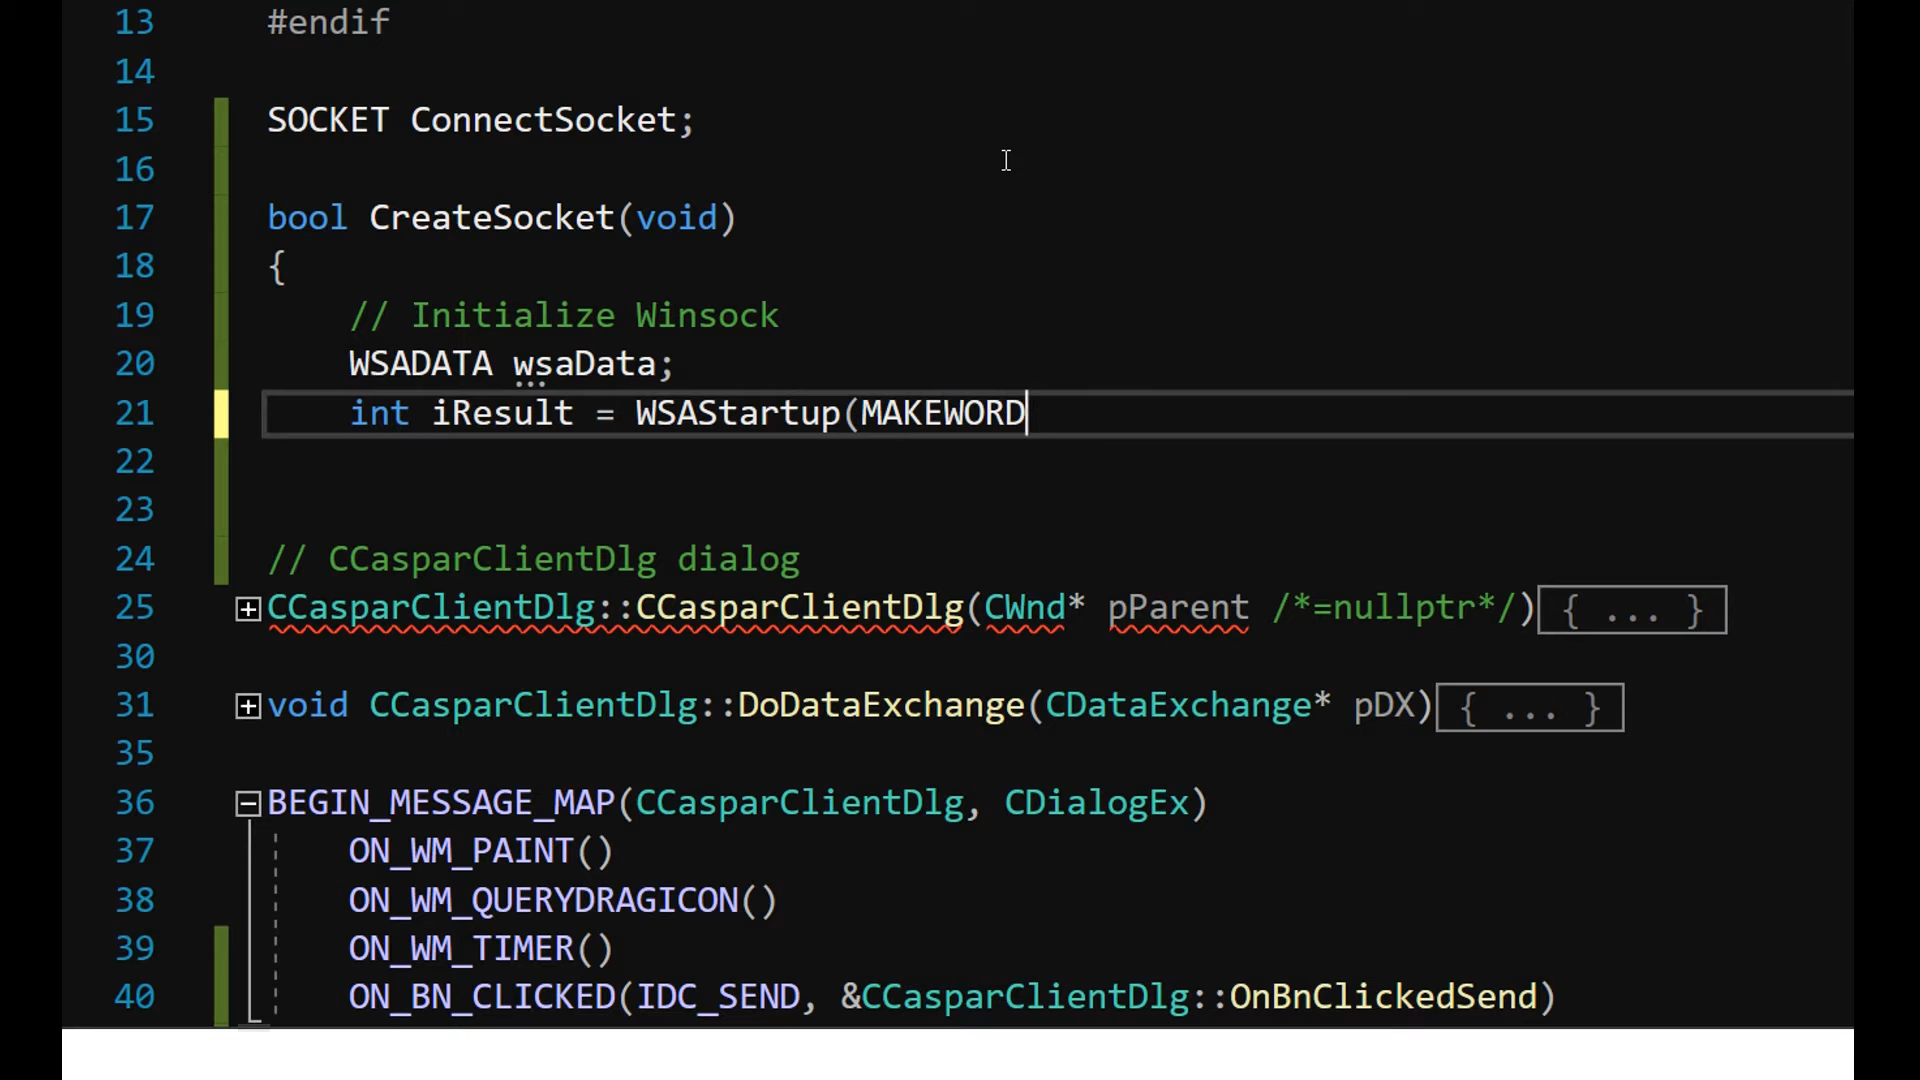 13 #endif
14
15 SOCKET ConnectSocket;
16
17 bool CreateSocket(void)
18 {
19 // Initialize Winsock
20 WSADATA wsaData;
21 int iResult = WSAStartup(MAKEWORD
22
23
24 // CCasparClientDlg dialog
25 CCasparClientDlg::CCasparClientDlg(CWnd* pParent /*=nullptr*/){ ... }
30
31 void CCasparClientDlg::DoDataExchange(CDataExchange* pDX){ ... }
35
36 BEGIN_MESSAGE_MAP(CCasparClientDlg, CDialogEx)
37 ON_WM_PAINT()
38 ON_WM_QUERYDRAGICON()
39 ON_WM_TIMER()
40 ON_BN_CLICKED(IDC_SEND, &CCasparClientDlg::OnBnClickedSend)